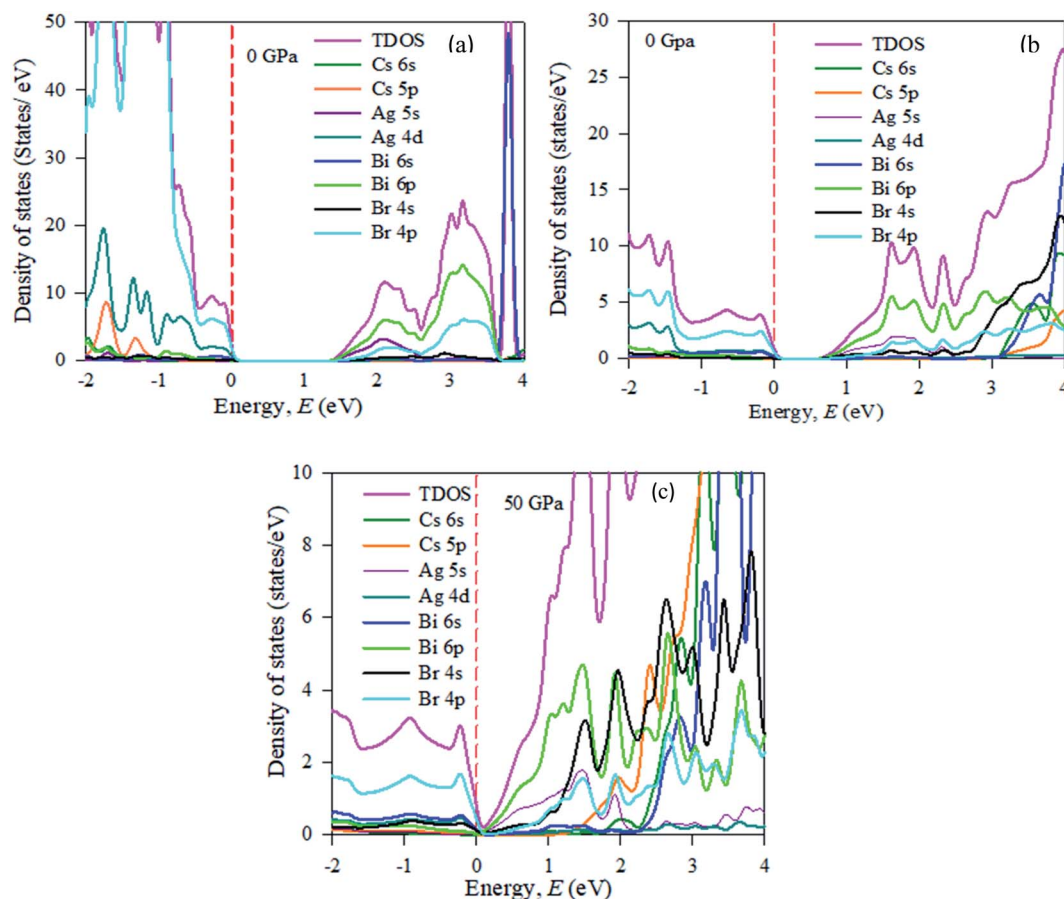 (a)
0 GPa
TDOS
Cs 6s
Cs 5p
Ag 5s
Ag 4d
Bi 6s
Bi 6p
Br 4s
Br 4p
50
40
30
20
10
0
Density of states (States/ eV)
-2 -1 0 1 2 3 4
Energy, E (eV)
(b)
0 Gpa
TDOS
Cs 6s
Cs 5p
Ag 5s
Ag 4d
Bi 6s
Bi 6p
Br 4s
Br 4p
30
25
20
15
10
5
0
Density of states (states/eV)
-2 -1 0 1 2 3 4
Energy, E (eV)
(c)
50 GPa
TDOS
Cs 6s
Cs 5p
Ag 5s
Ag 4d
Bi 6s
Bi 6p
Br 4s
Br 4p
10
8
6
4
2
0
Density of states (states/eV)
-2 -1 0 1 2 3 4
Energy, E (eV)